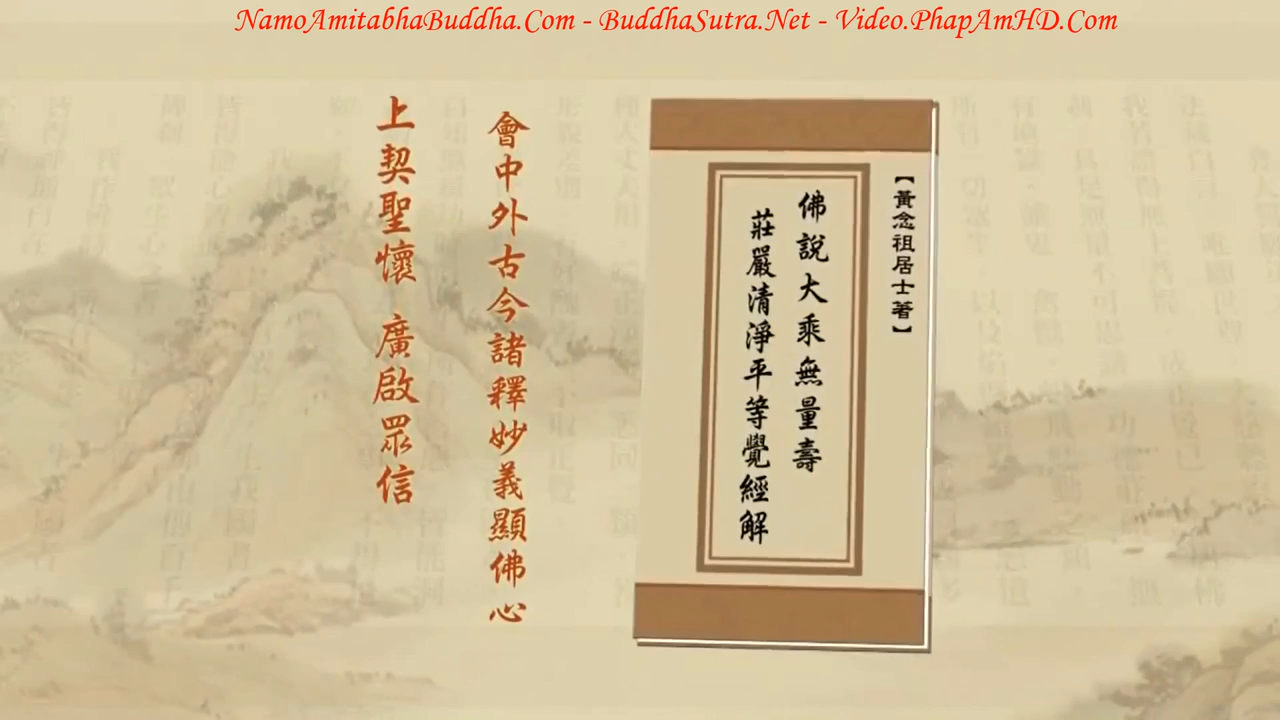 NamoAmitabhaBuddha.Com - BuddhaSutra.Net - Video.PhapAmHD.Com
【黃念祖居士著】
佛說大乘無量壽
莊嚴清淨平等覺經解
會中外古今諸釋妙義顯佛心
上契聖懷 廣啟眾信